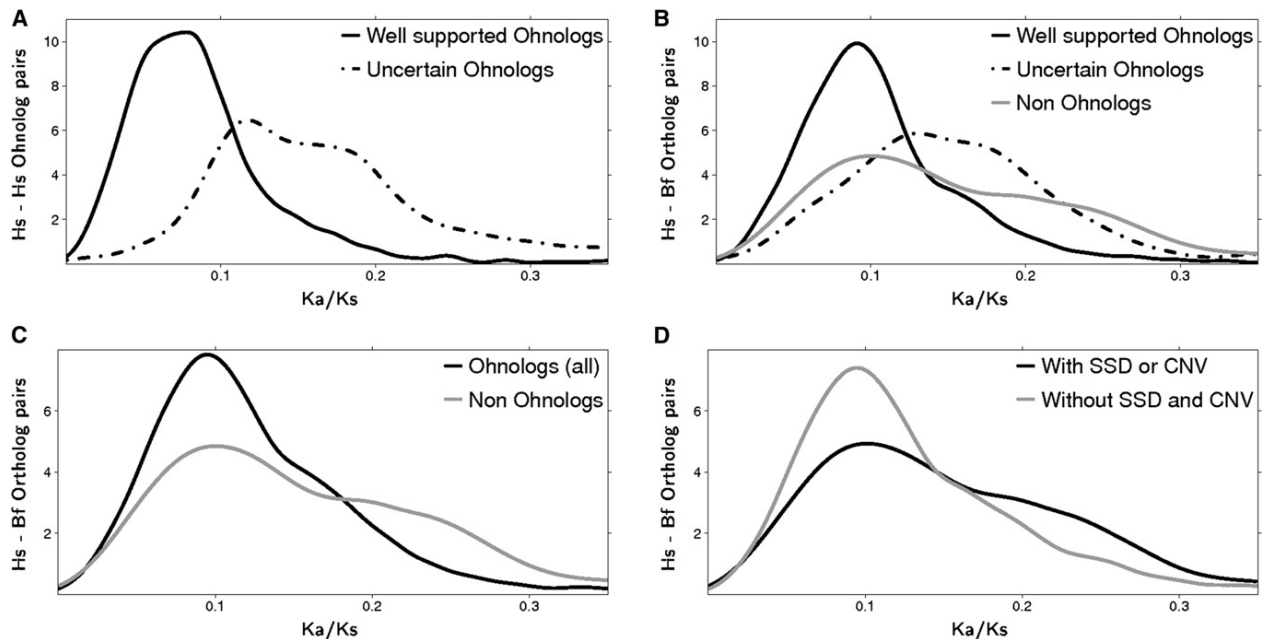 A
Hs - Hs Ohnolog pairs
10
8
6
4
2
Well supported Ohnologs
Uncertain Ohnologs
0.1
0.2
0.3
Ka/Ks
B
Hs - Bf Ortholog pairs
10
8
6
4
2
Well supported Ohnologs
Uncertain Ohnologs
Non Ohnologs
0.1
0.2
0.3
Ka/Ks
C
Hs - Bf Ortholog pairs
6
4
2
Ohnologs (all)
Non Ohnologs
0.1
0.2
0.3
Ka/Ks
D
Hs - Bf Ortholog pairs
6
4
2
With SSD or CNV
Without SSD and CNV
0.1
0.2
0.3
Ka/Ks